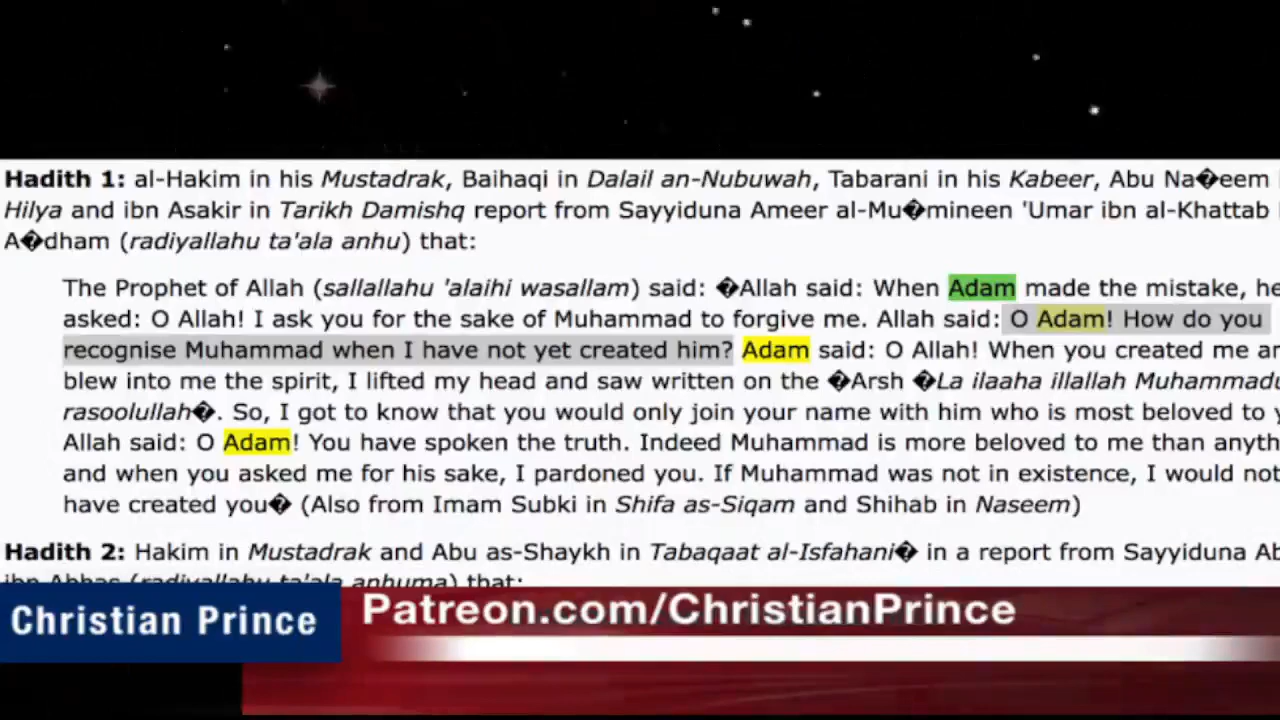 Hadith 1: al-Hakim in his Mustadrak, Baihaqi in Dalail an-Nubuwah, Tabarani in his Kabeer, Abu Na�eem
Hilya and ibn Asakir in Tarikh Damishq report from Sayyiduna Ameer al-Mu�mineen 'Umar ibn al-Khattab
A�dham (radiyallahu ta'ala anhu) that:
The Prophet of Allah (sallallahu 'alaihi wasallam) said: �Allah said: When Adam made the mistake, he
asked: O Allah! I ask you for the sake of Muhammad to forgive me. Allah said: O Adam! How do you
recognise Muhammad when I have not yet created him? Adam said: O Allah! When you created me
blew into me the spirit, I lifted my head and saw written on the �Arsh �La ilaaha illallah Muhammadu
rasoolullah�. So, I got to know that you would only join your name with him who is most beloved to
Allah said: O Adam! You have spoken the truth. Indeed Muhammad is more beloved to me than anyth
and when you asked me for his sake, I pardoned you. If Muhammad was not in existence, I would not
have created you� (Also from Imam Subki in Shifa as-Siqam and Shihab in Naseem)
Hadith 2: Hakim in Mustadrak and Abu as-Shaykh in Tabaqaat al-Isfahani� in a report from Sayyiduna Ab
ibn Abbas (radiyallahu ta'ala anhuma) that:
Christian Prince
Patreon.com/ChristianPrince